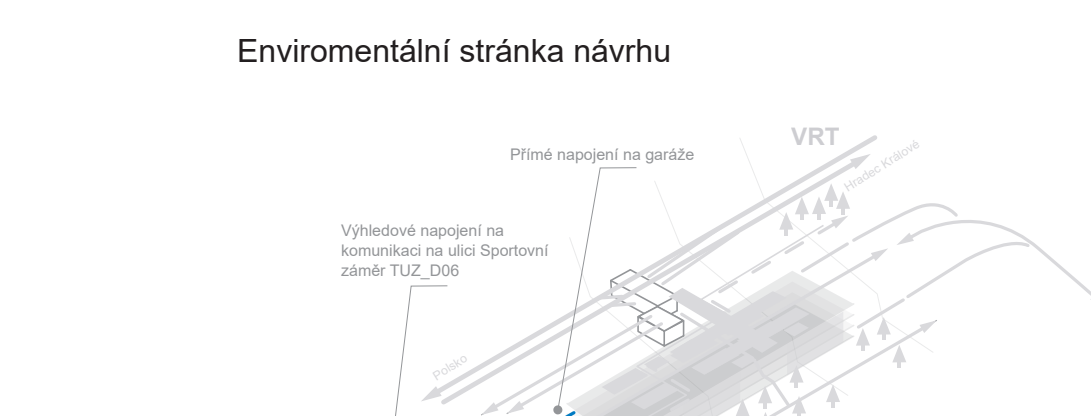 Enviromentální stránka návrhu
VRT
Přímé napojení na garáže
Hradec Králové
Výhledové napojení na
komunikaci na ulici Sportovní
záměr TUZ_D06
Polsko